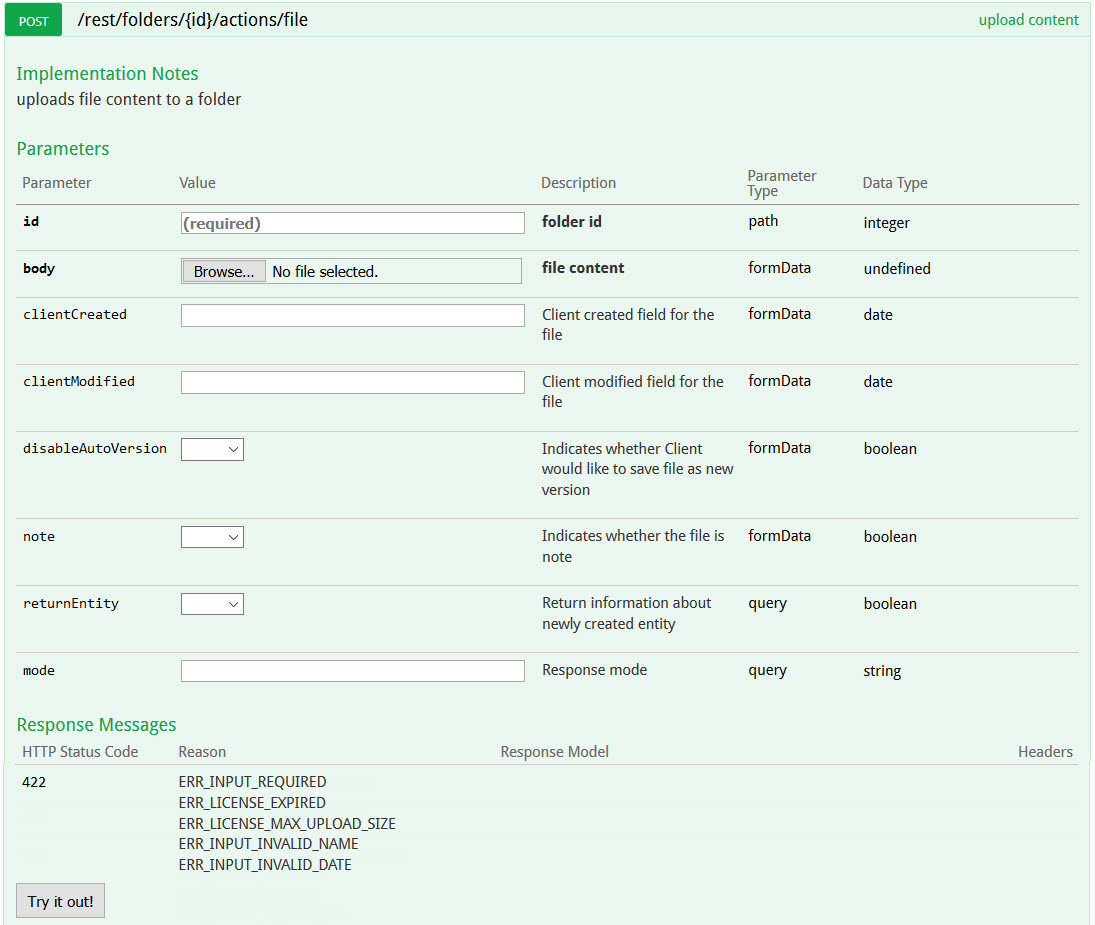 POST /rest/folders/{id}/actions/file upload content
Implementation Notes
uploads file content to a folder
Parameters
Parameter Value Description Parameter Type Data Type
id (required) folder id path integer
body Browse... No file selected. file content formData undefined
clientCreated Client created field for the formData date
file
clientModified Client modified field for the formData date
file
disableAutoVersion Indicates whether Client formData boolean
would like to save file as new
version
note Indicates whether the file is formData boolean
note
returnEntity Return information about query boolean
newly created entity
mode Response mode query string
Response Messages
HTTP Status Code Reason Response Model Headers
422 ERR_INPUT_REQUIRED
ERR_LICENSE_EXPIRED
ERR_LICENSE_MAX_UPLOAD_SIZE
ERR_INPUT_INVALID_NAME
ERR_INPUT_INVALID_DATE
Try it out!